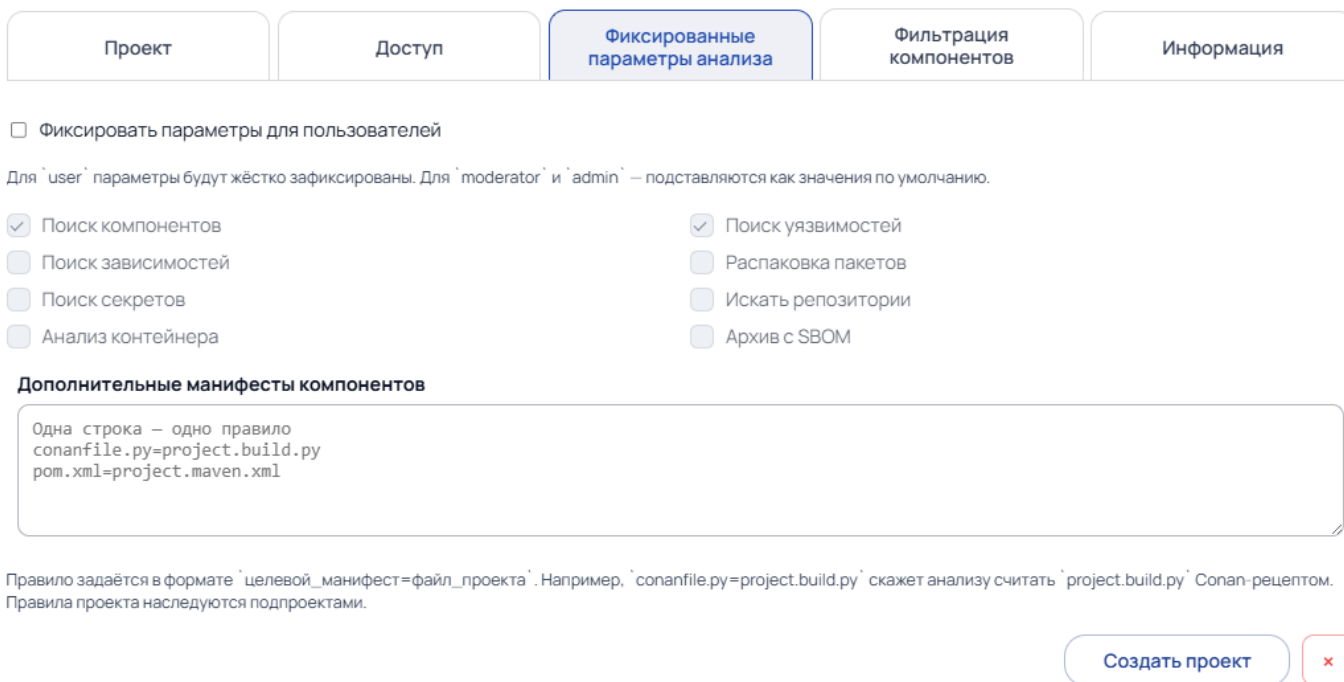 Проект
Доступ
Фиксированные
параметры анализа
Фильтрация
компонентов
Информация
Фиксировать параметры для пользователей
Для `user` параметры будут жёстко зафиксированы. Для `moderator` и `admin` — подставляются как значения по умолчанию.
Поиск компонентов
Поиск уязвимостей
Поиск зависимостей
Распаковка пакетов
Поиск секретов
Искать репозитории
Анализ контейнера
Архив с SBOM
Дополнительные манифесты компонентов
Одна строка — одно правило
conanfile.py=project.build.py
pom.xml=project.maven.xml
Правило задаётся в формате `целевой_манифест=файл_проекта`. Например, `conanfile.py=project.build.py` скажет анализу считать `project.build.py` Conan-рецептом.
Правила проекта наследуются подпроектами.
Создать проект
×